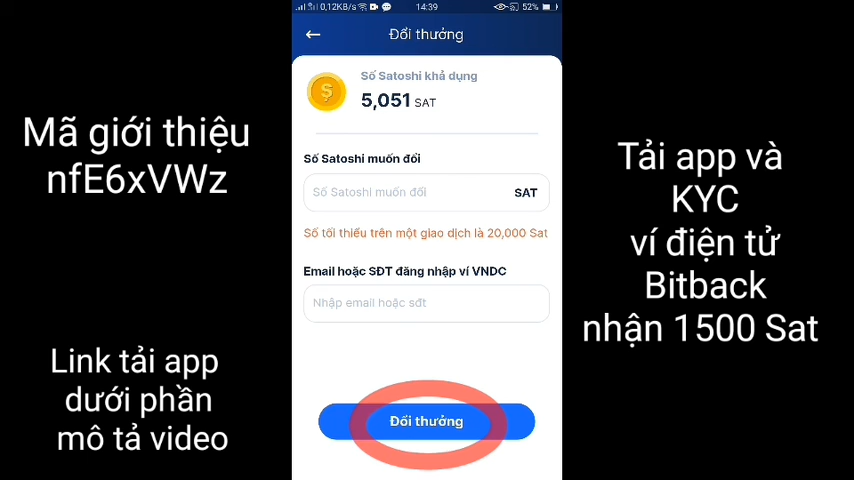 0,12KB/s 14:39 52%
Đổi thưởng
Số Satoshi khả dụng
5,051 SAT
Số Satoshi muốn đổi
Số Satoshi muốn đổi SAT
Số tối thiểu trên một giao dịch là 20,000 Sat
Email hoặc SĐT đăng nhập ví VNDC
Nhập email hoặc sđt
Đổi thưởng
Mã giới thiệu
nfE6xVWz
Link tải app
dưới phần
mô tả video
Tải app và
KYC
ví điện tử
Bitback
nhận 1500 Sat